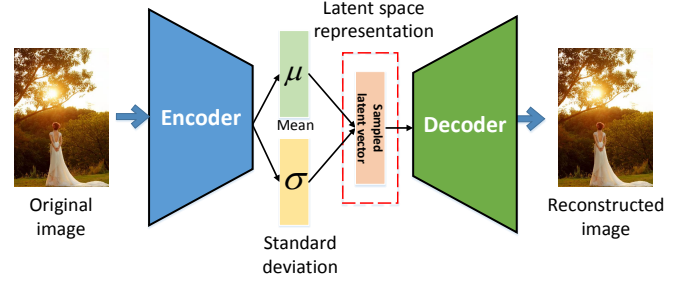 Latent space
representation
Encoder
μ
Mean
σ
Standard
deviation
Sampled
latent vector
Decoder
Original
image
Reconstructed
image